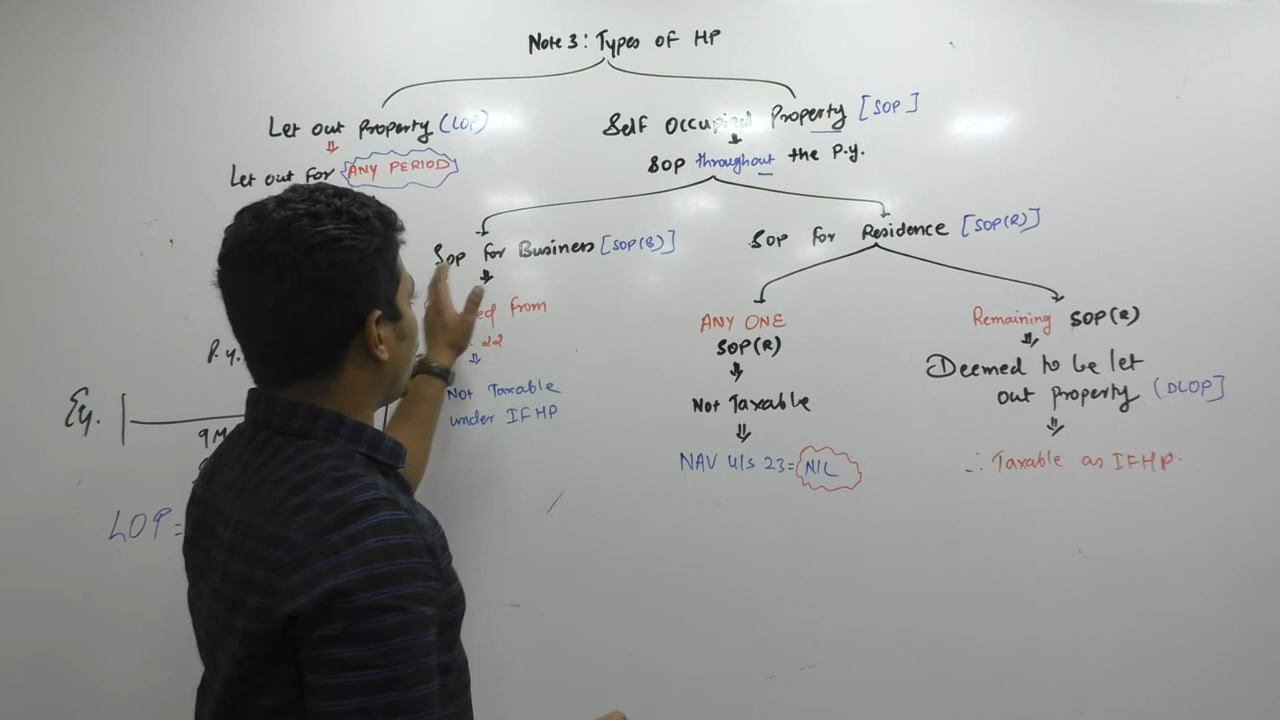 Note 3: Types of HP
Let out Property (LOP)
Let out for ANY PERIOD
Self Occupied Property [SOP]
SOP throughout the P.y.
Sop for Business [SOP(B)]
from
22
Not Taxable
under IFHP
Sop for Residence [SOP(R)]
ANY ONE
SOP(R)
Not Taxable
NAV u/s 23= NIL
Remaining SOP(R)
Deemed to be let
out property (DLOP]
∴ Taxable as IFHP.
P.y.
Eg.
9M
LOP=